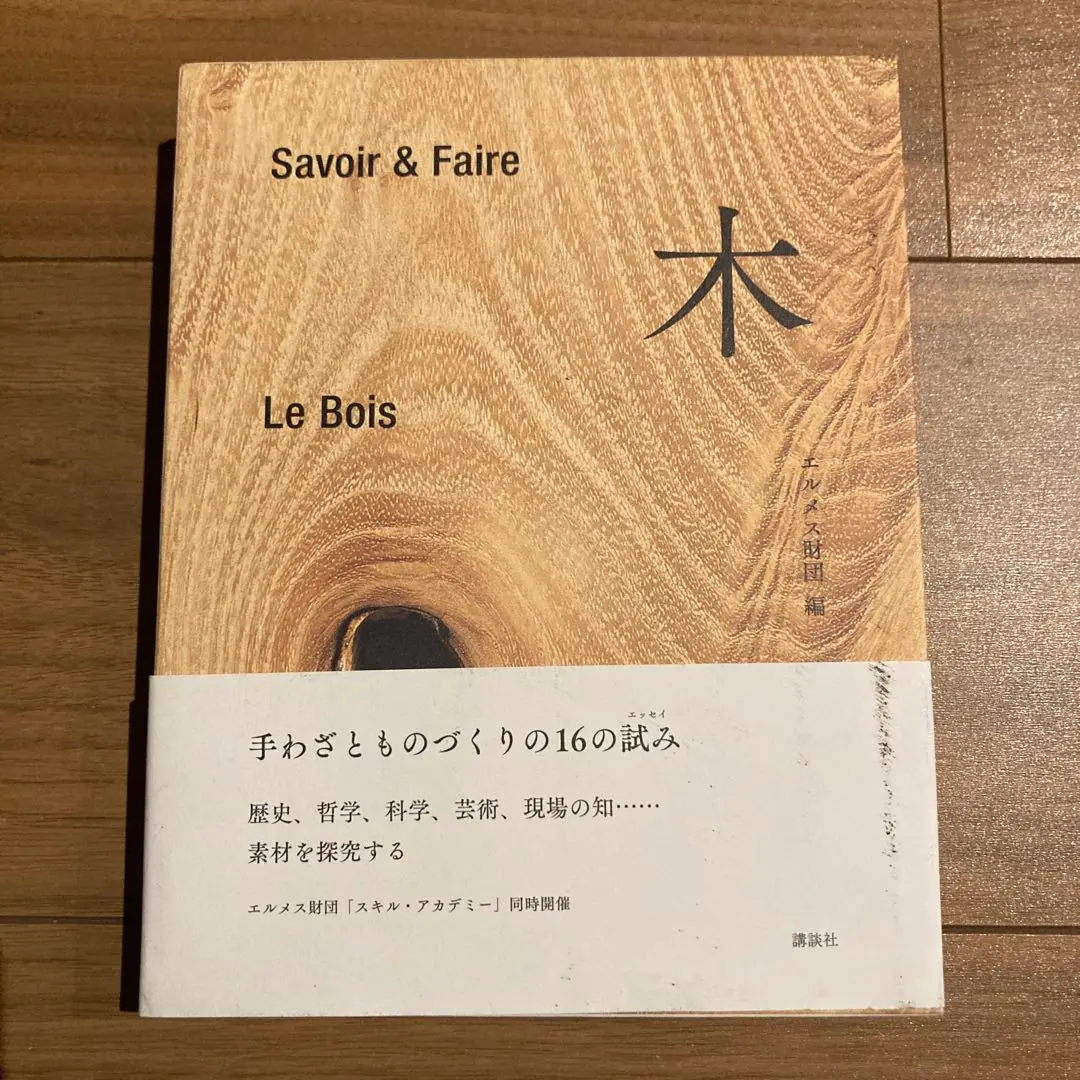 Savoir & Faire
木
Le Bois
エルメス財団 編
エッセイ
手わざとものづくりの16の試み
歴史、哲学、科学、芸術、現場の知……
素材を探究する
エルメス財団「スキル・アカデミー」同時開催
講談社